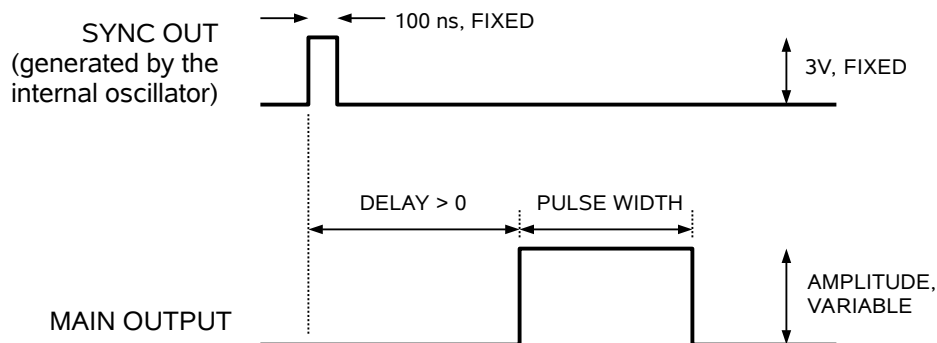 SYNC OUT
(generated by the
internal oscillator)
100 ns, FIXED
3V, FIXED
DELAY > 0
PULSE WIDTH
MAIN OUTPUT
AMPLITUDE,
VARIABLE